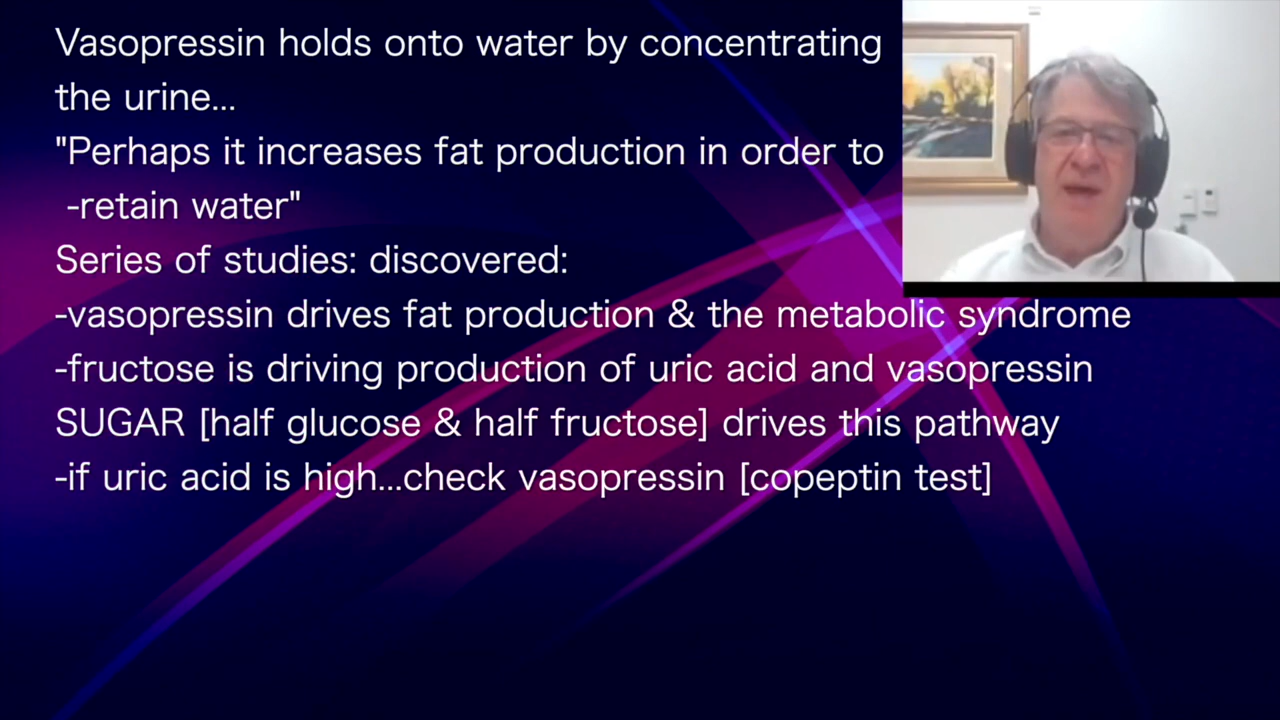 Vasopressin holds onto water by concentrating
the urine...
"Perhaps it increases fat production in order to
-retain water"
Series of studies: discovered:
-vasopressin drives fat production & the metabolic syndrome
-fructose is driving production of uric acid and vasopressin
SUGAR [half glucose & half fructose] drives this pathway
-if uric acid is high...check vasopressin [copeptin test]